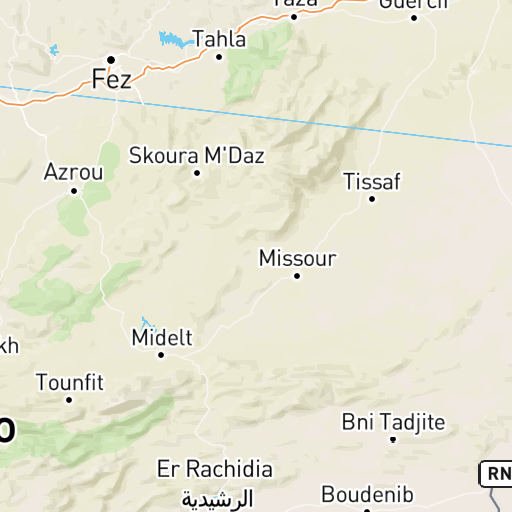 Taza
Guercif
Tahla
Fez
Skoura M'Daz
Azrou
Tissaf
Missour
Midelt
kh
Tounfit
o
Bni Tadjite
Er Rachidia
الرشيدية
RN
Boudenib